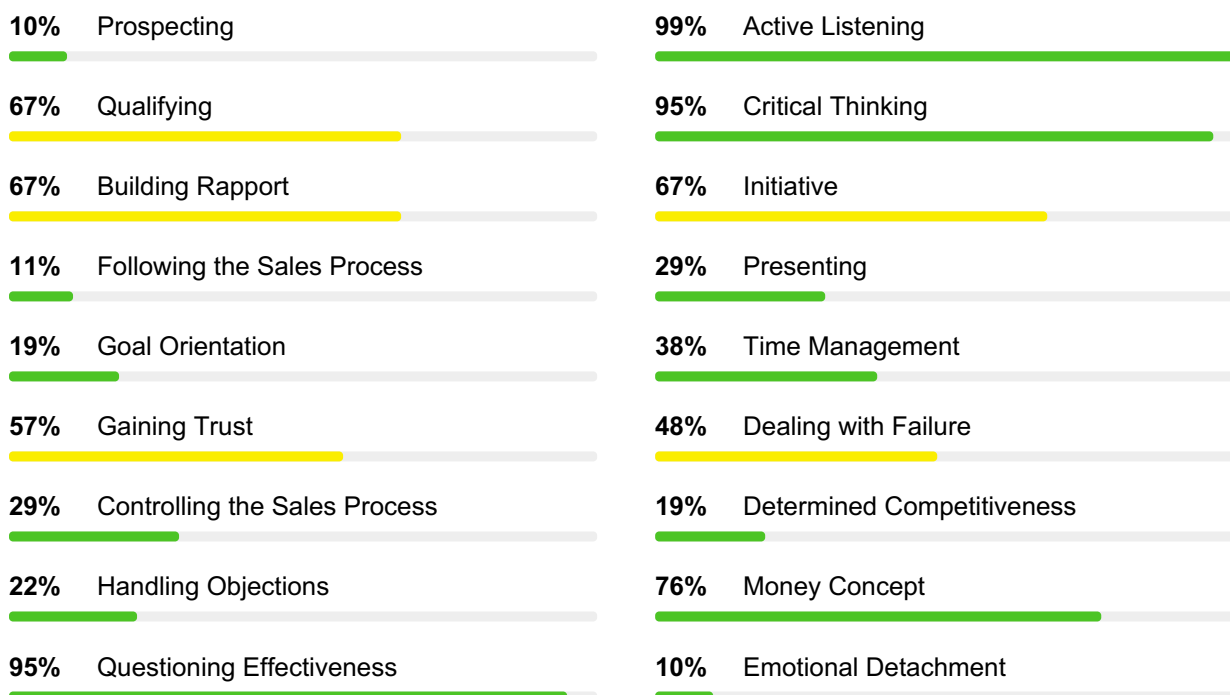 10% Prospecting
67% Qualifying
67% Building Rapport
11% Following the Sales Process
19% Goal Orientation
57% Gaining Trust
29% Controlling the Sales Process
22% Handling Objections
95% Questioning Effectiveness
99% Active Listening
95% Critical Thinking
67% Initiative
29% Presenting
38% Time Management
48% Dealing with Failure
19% Determined Competitiveness
76% Money Concept
10% Emotional Detachment